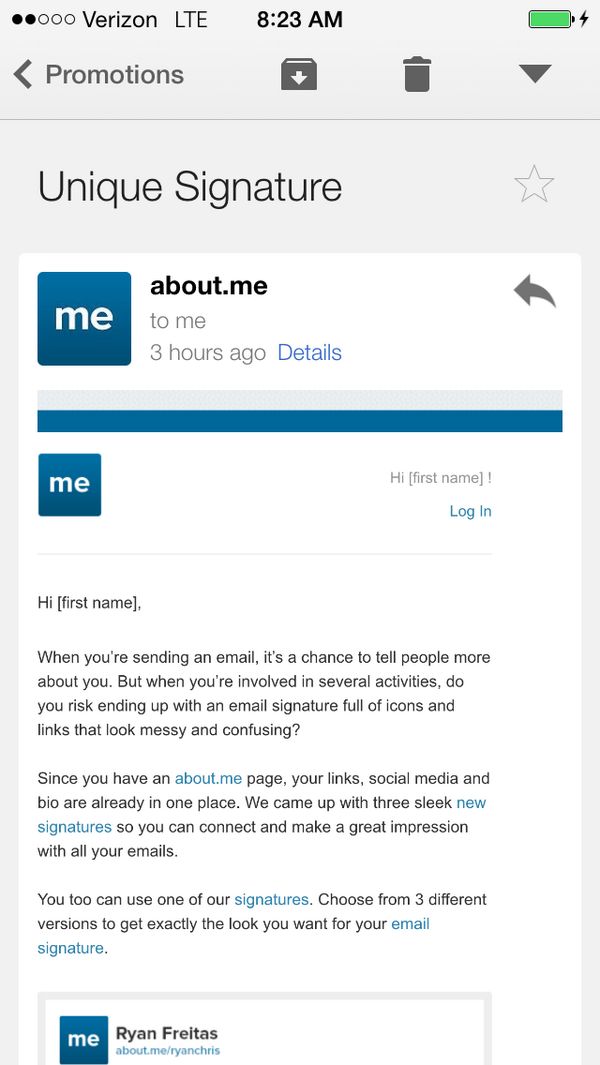 Verizon LTE 8:23 AM
Promotions
Unique Signature
me
about.me
to me
3 hours ago Details
me
Hi [first name] !
Log In
Hi [first name],
When you're sending an email, it's a chance to tell people more
about you. But when you're involved in several activities, do
you risk ending up with an email signature full of icons and
links that look messy and confusing?
Since you have an about.me page, your links, social media and
bio are already in one place. We came up with three sleek new
signatures so you can connect and make a great impression
with all your emails.
You too can use one of our signatures. Choose from 3 different
versions to get exactly the look you want for your email
signature.
me
Ryan Freitas
about.me/ryanchris